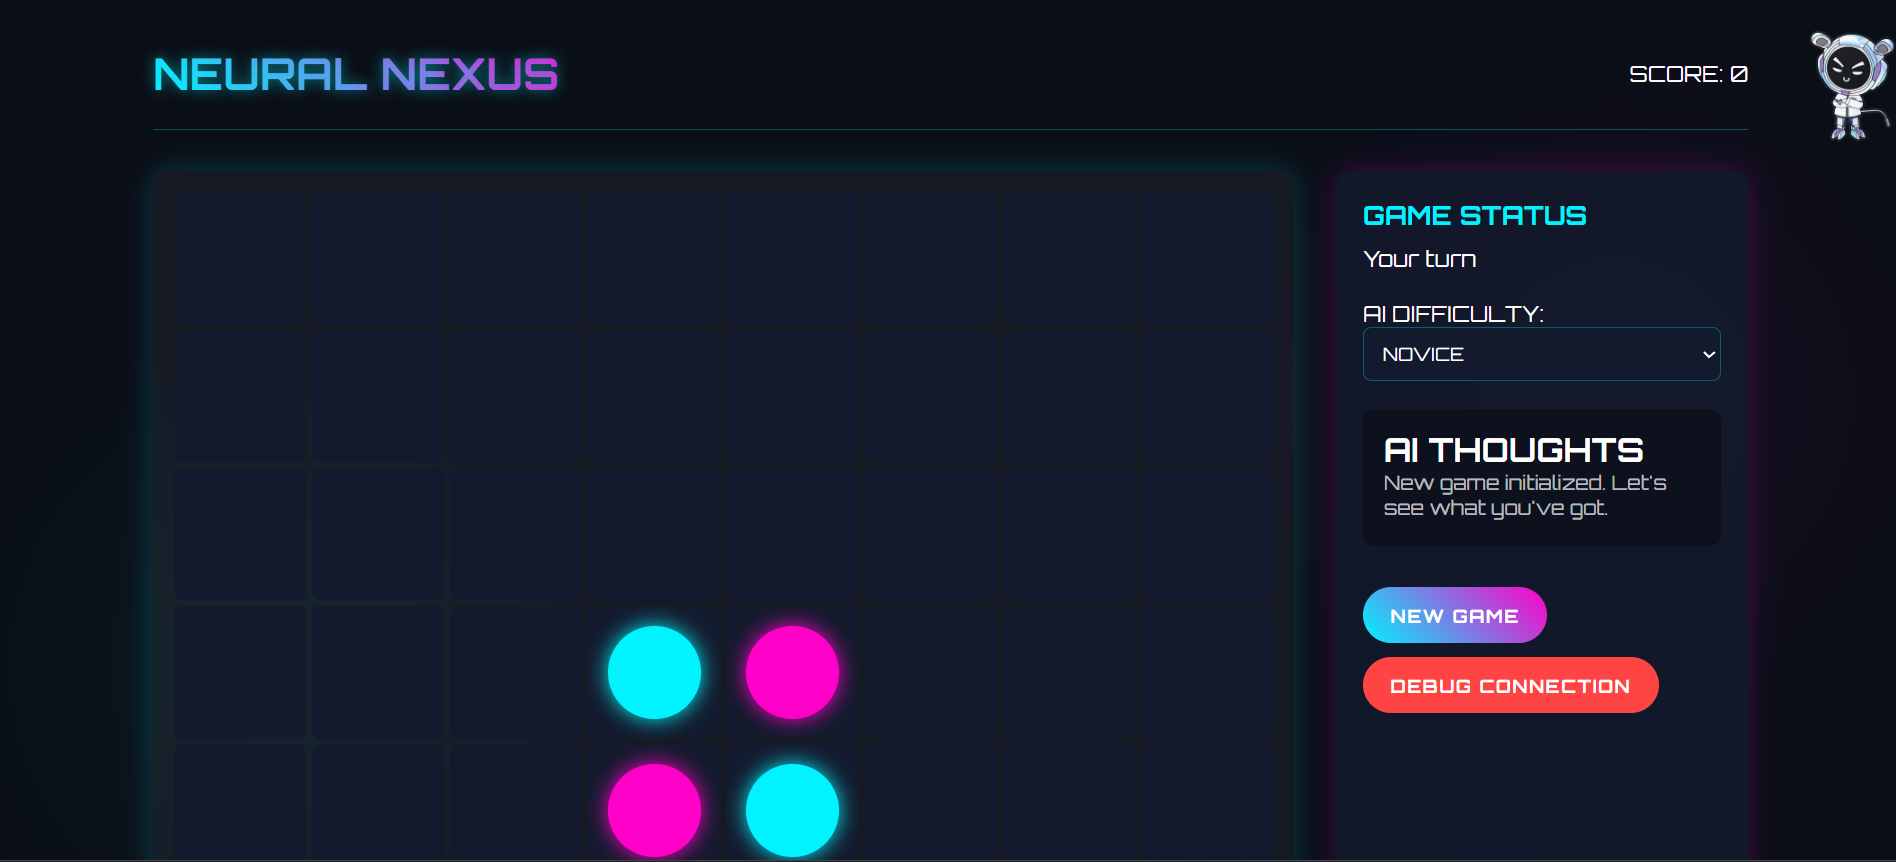 NEURAL NEXUS
SCORE: 0
GAME STATUS
Your turn
AI DIFFICULTY:
NOVICE
AI THOUGHTS
New game initialized. Let's
see what you've got.
NEW GAME
DEBUG CONNECTION